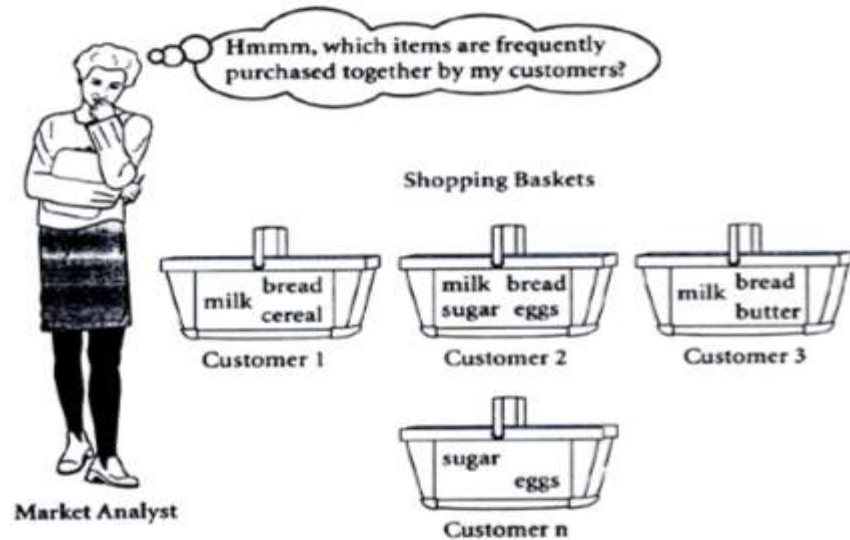 Hmmm, which items are frequently
purchased together by my customers?
Shopping Baskets
milk bread
cereal
Customer 1
milk bread
sugar eggs
Customer 2
milk bread
butter
Customer 3
sugar
eggs
Customer n
Market Analyst